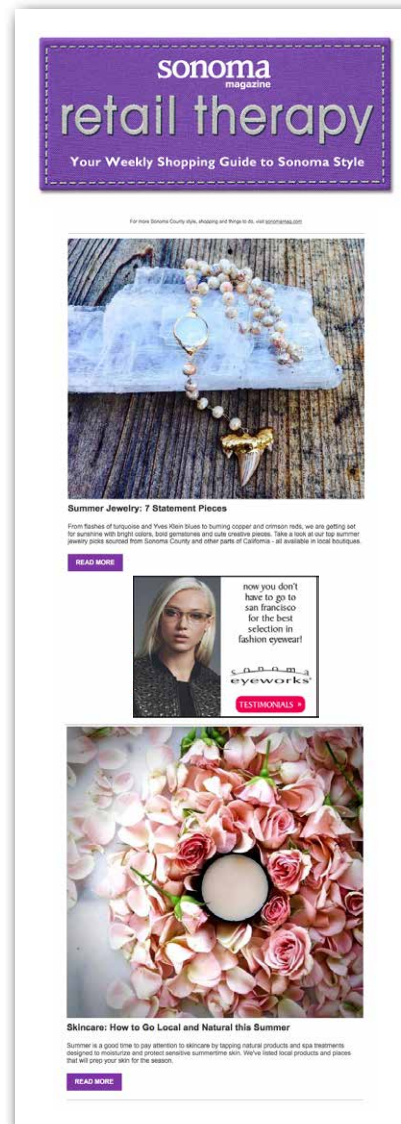 sonoma
magazine
retail therapy
Your Weekly Shopping Guide to Sonoma Style
For more Sonoma County style, shopping and things to do, visit sonomamag.com
Summer Jewelry: 7 Statement Pieces
From flashes of turquoise and Yves Klein blues to burning copper and crimson reds, we are getting set
for sunshine with bright colors, bold gemstones and cute creative pieces. Take a look at our top summer
jewelry picks sourced from Sonoma County and other parts of California - all available in local boutiques.
READ MORE
now you don't
have to go to
san francisco
for the best
selection in
fashion eyewear!
sonoma
eyeworks®
TESTIMONIALS »
Skincare: How to Go Local and Natural this Summer
Summer is a good time to pay attention to skincare by tapping natural products and spa treatments
designed to moisturize and protect sensitive summertime skin. We've listed local products and places
that will prep your skin for the season.
READ MORE